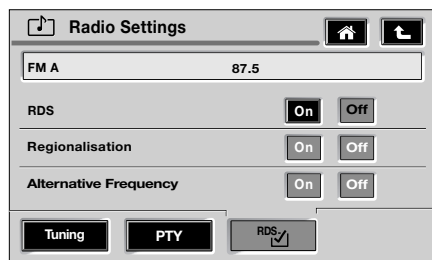 Radio Settings
FM A 87.5
RDS On Off
Regionalisation On Off
Alternative Frequency On Off
Tuning PTY RDS